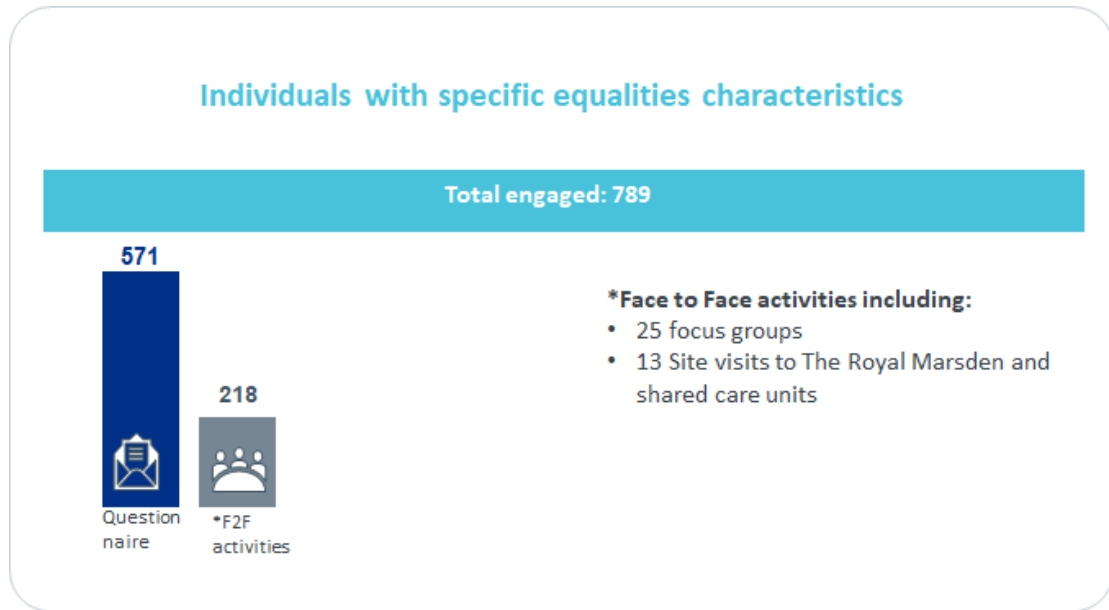 Individuals with specific equalities characteristics
Total engaged: 789
571
218
Question
naire
*F2F
activities
*Face to Face activities including:
• 25 focus groups
• 13 Site visits to The Royal Marsden and
shared care units